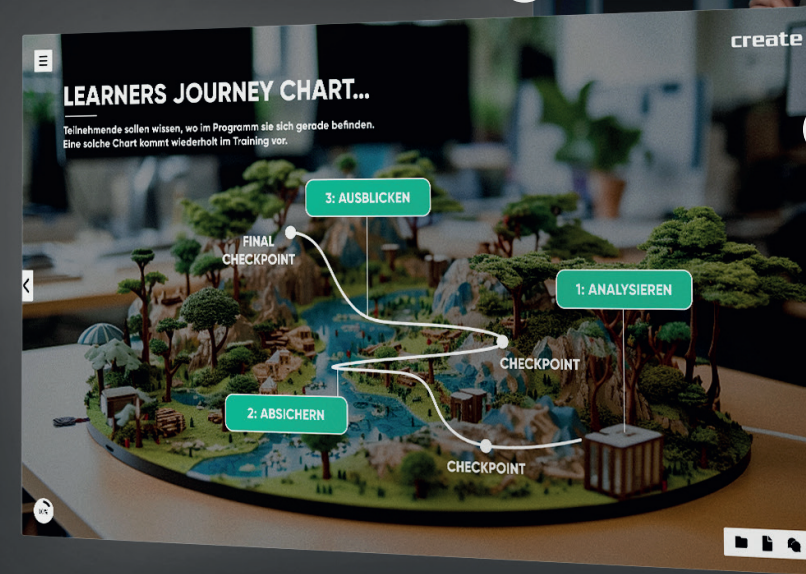 create
LEARNERS JOURNEY CHART...
Teilnehmende sollen wissen, wo im Programm sie sich gerade befinden.
Eine solche Chart kommt wiederholt im Training vor.
3: AUSBLICKEN
FINAL
CHECKPOINT
1: ANALYSIEREN
CHECKPOINT
2: ABSICHERN
CHECKPOINT